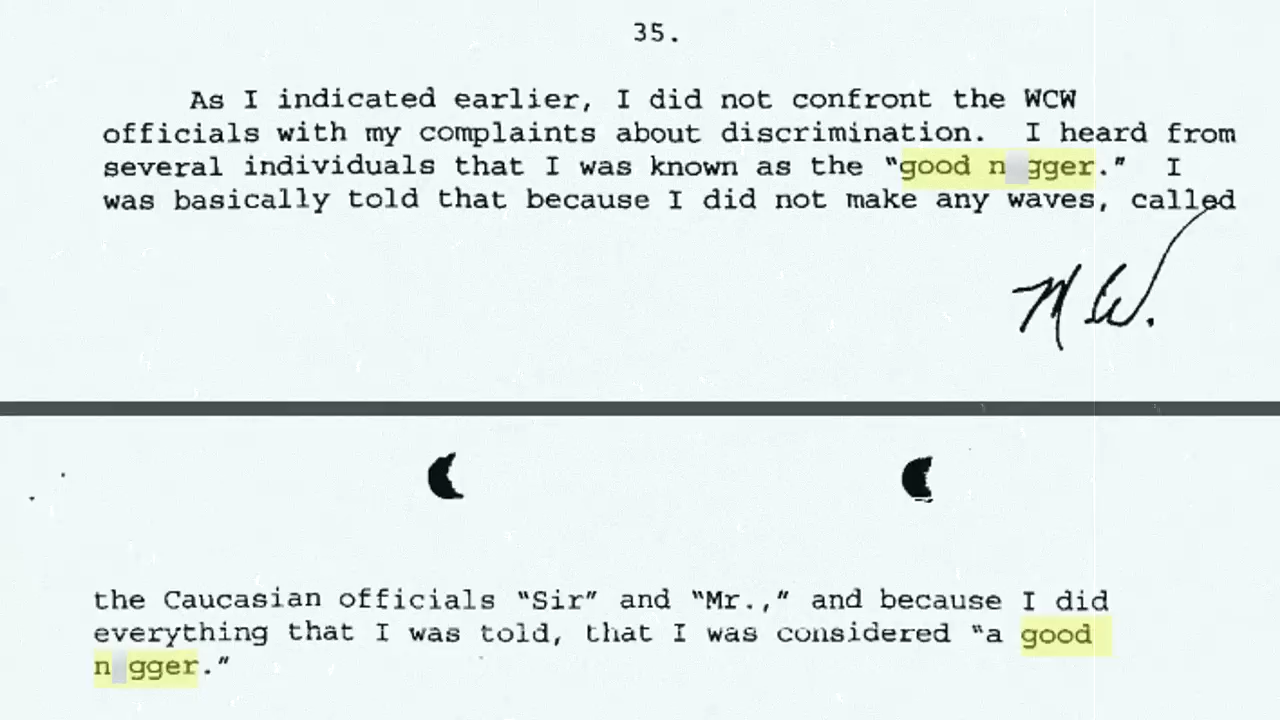 35.
As I indicated earlier, I did not confront the WCW
officials with my complaints about discrimination. I heard from
several individuals that I was known as the "good n gger." I
was basically told that because I did not make any waves, called
M.W.
the Caucasian officials "Sir" and "Mr.," and because I did
everything that I was told, that I was considered "a good
n gger."